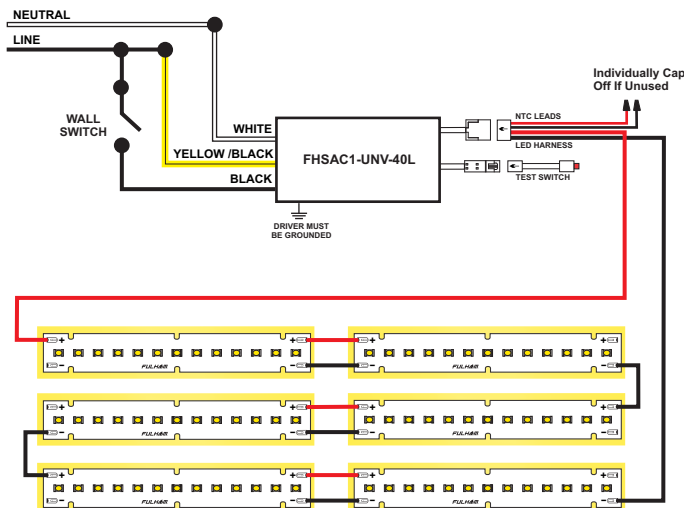 NEUTRAL
LINE
Individually Cap
Off If Unused
WALL
SWITCH
WHITE
YELLOW /BLACK
BLACK
FHSAC1-UNV-40L
NTC LEADS
LED HARNESS
TEST SWITCH
DRIVER MUST
BE GROUNDED
+ + + +
- - - -
FULHAM FULHAM
+ + + +
- - - -
FULHAM FULHAM
+ + + +
- - - -
FULHAM FULHAM